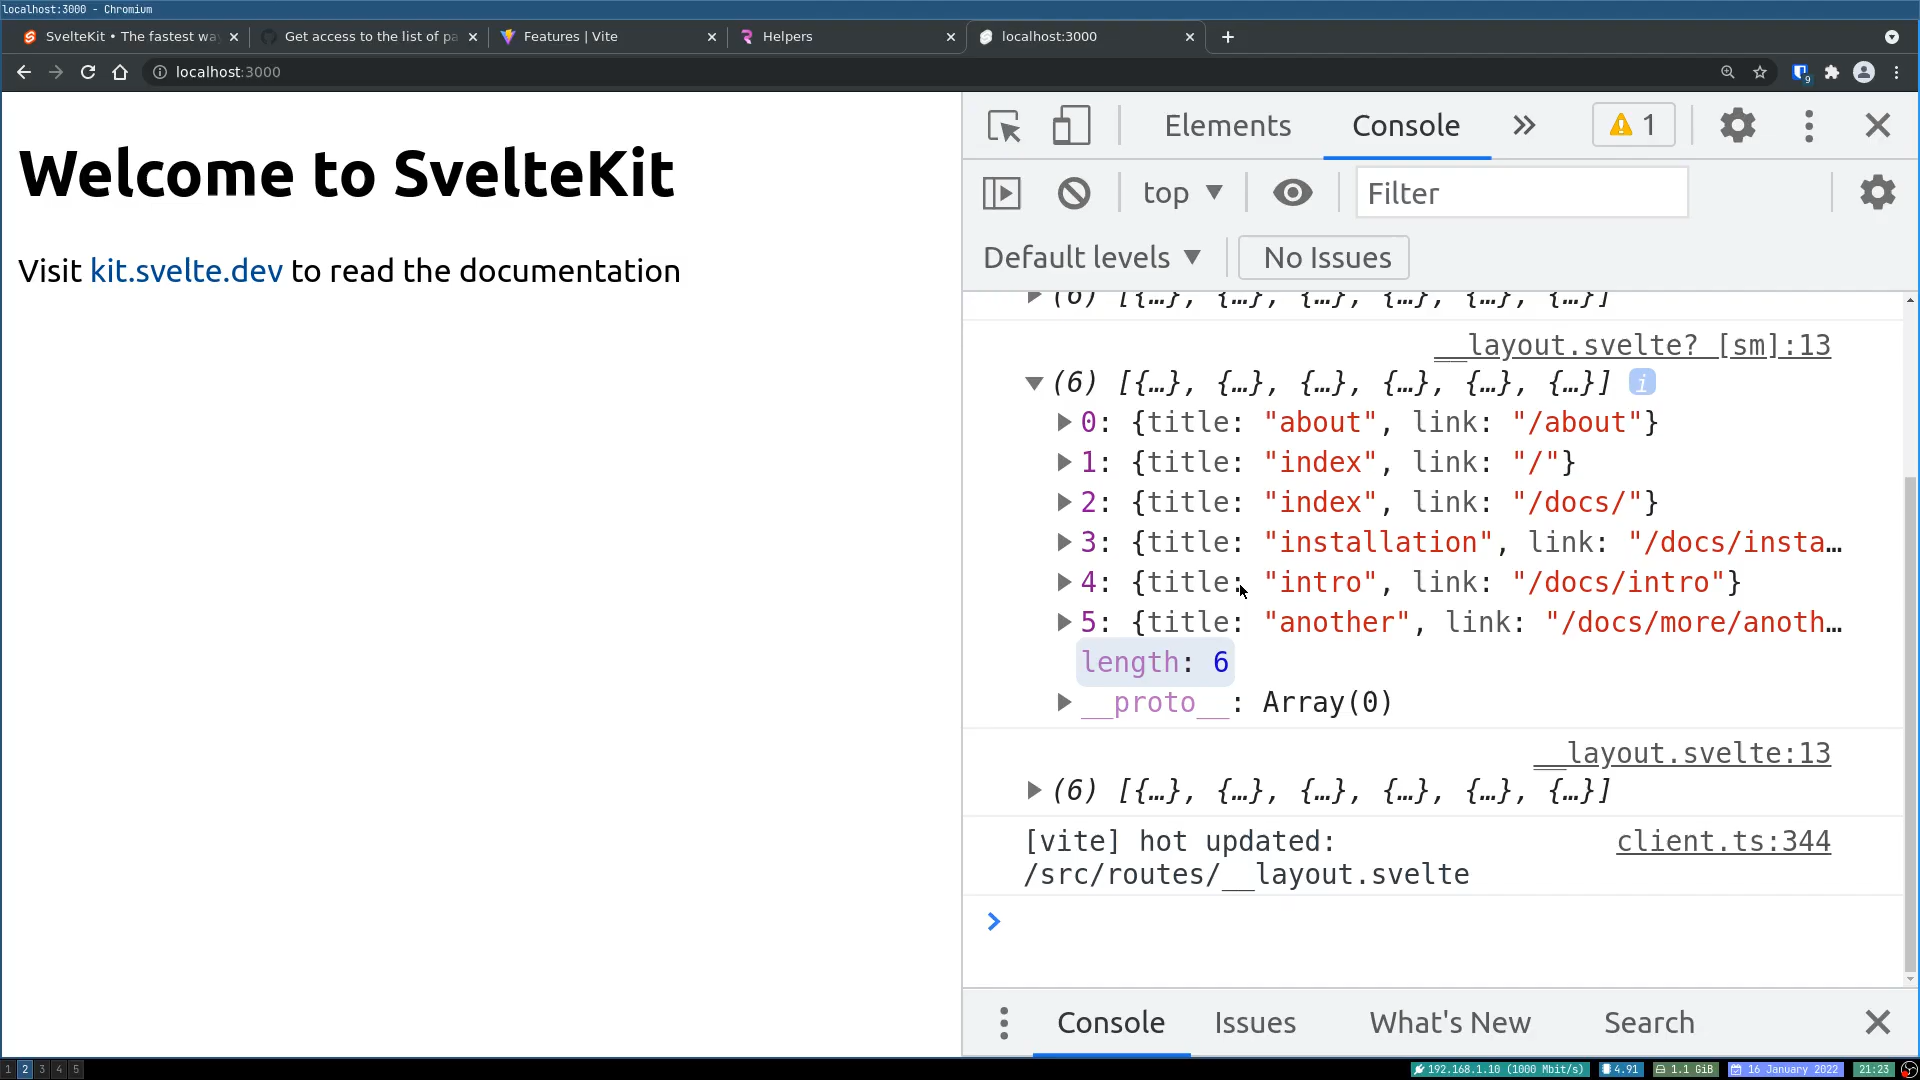 localhost:3000 - Chromium
SvelteKit • The fastest wa
Get access to the list of pa
Features | Vite
Helpers
localhost:3000
localhost:3000
9
Welcome to SvelteKit
Visit kit.svelte.dev to read the documentation
Elements
Console
1
top
Filter
Default levels
No Issues
(6) [{…}, {…}, {…}, {…}, {…}, {…}]
__layout.svelte? [sm]:13
(6) [{…}, {…}, {…}, {…}, {…}, {…}] i
0: {title: "about", link: "/about"}
1: {title: "index", link: "/"}
2: {title: "index", link: "/docs/"}
3: {title: "installation", link: "/docs/insta…
4: {title: "intro", link: "/docs/intro"}
5: {title: "another", link: "/docs/more/anoth…
length: 6
__proto__: Array(0)
__layout.svelte:13
(6) [{…}, {…}, {…}, {…}, {…}, {…}]
[vite] hot updated: client.ts:344
/src/routes/__layout.svelte
Console
Issues
What's New
Search
1 2 3 4 5
192.168.1.10 (1000 Mbit/s)
4.91
1.1 GiB
16 January 2022
21:23